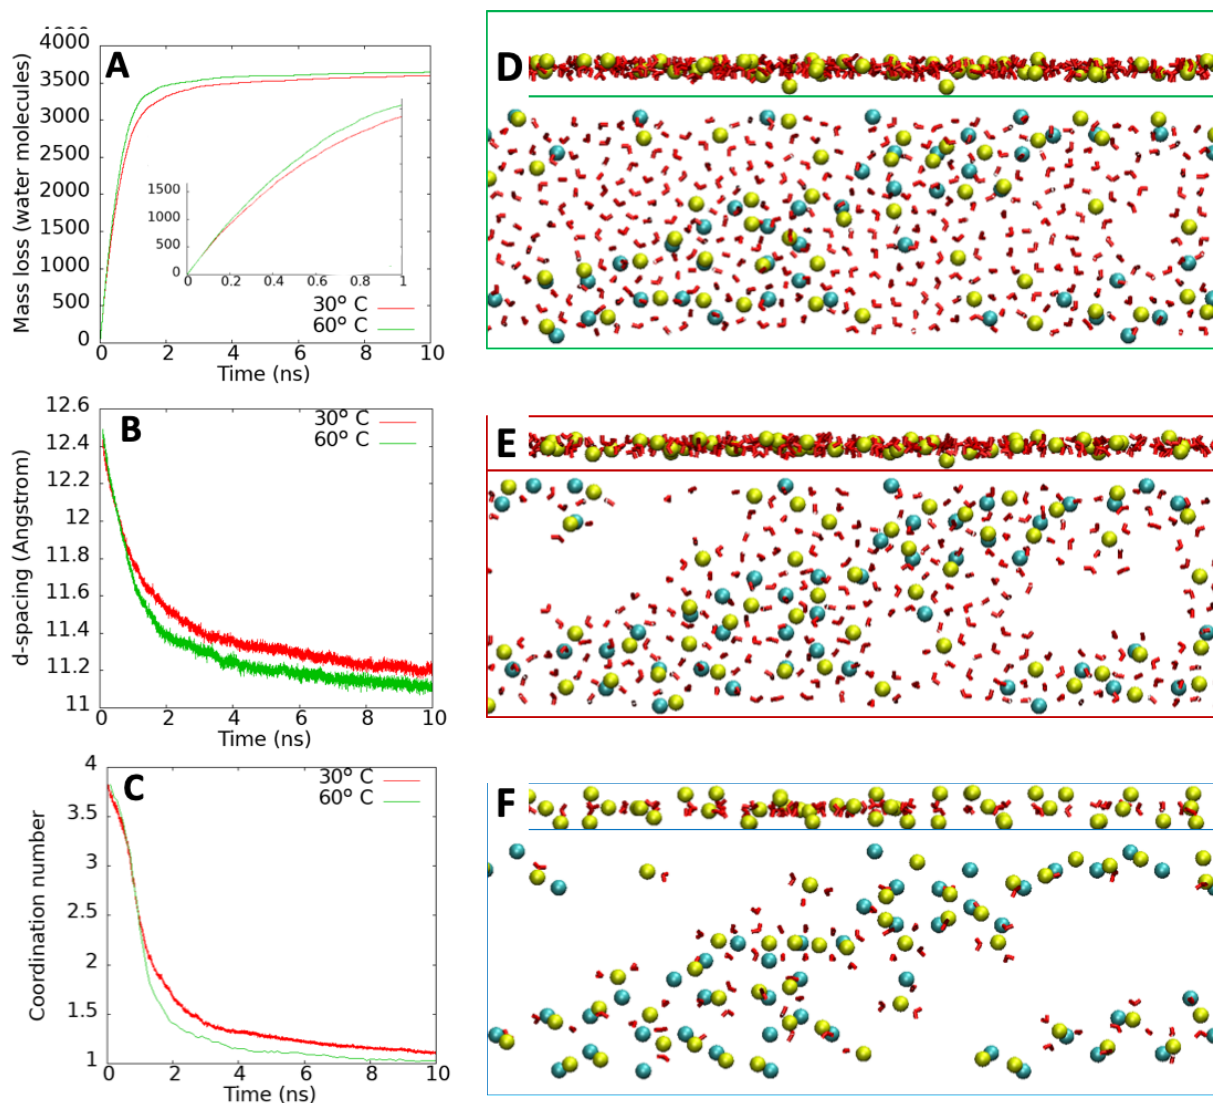 4000
A
3500
3000
2500
2000
1500
1000
500
0
Mass loss (water molecules)
1500
1000
500
0
0 0.2 0.4 0.6 0.8 1
30° C
60° C
0 2 4 6 8 10
Time (ns)
12.6
B
30° C
60° C
12.4
12.2
12
11.8
11.6
11.4
11.2
11
d-spacing (Angstrom)
0 2 4 6 8 10
Time (ns)
4
C
30° C
60° C
3.5
3
2.5
2
1.5
1
Coordination number
0 2 4 6 8 10
Time (ns)
D
E
F